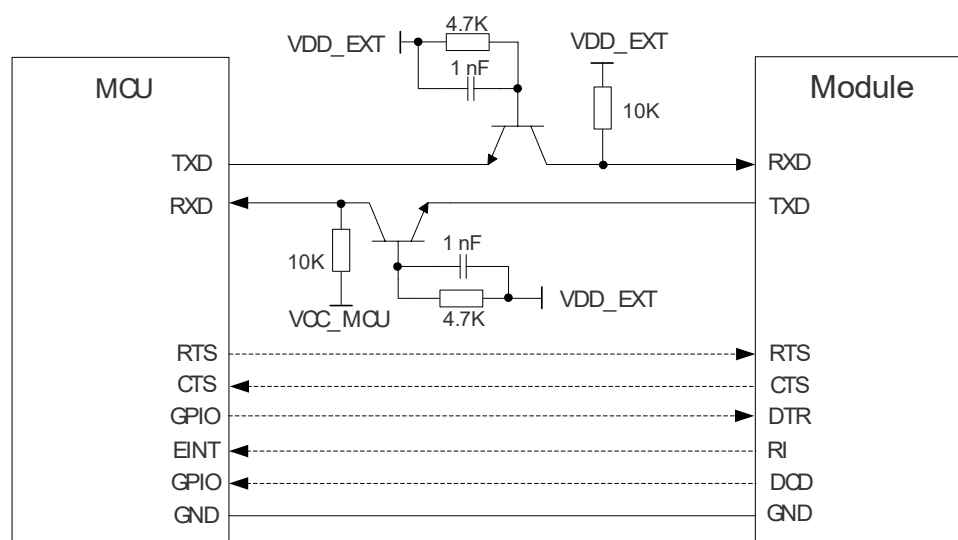 4.7K
VDD_EXT
VDD_EXT
1 nF
MCU
Module
10K
TXD
RXD
RXD
TXD
1 nF
10K
VDD_EXT
VCC_MCU
4.7K
RTS
RTS
CTS
CTS
GPIO
DTR
EINT
RI
GPIO
DCD
GND
GND